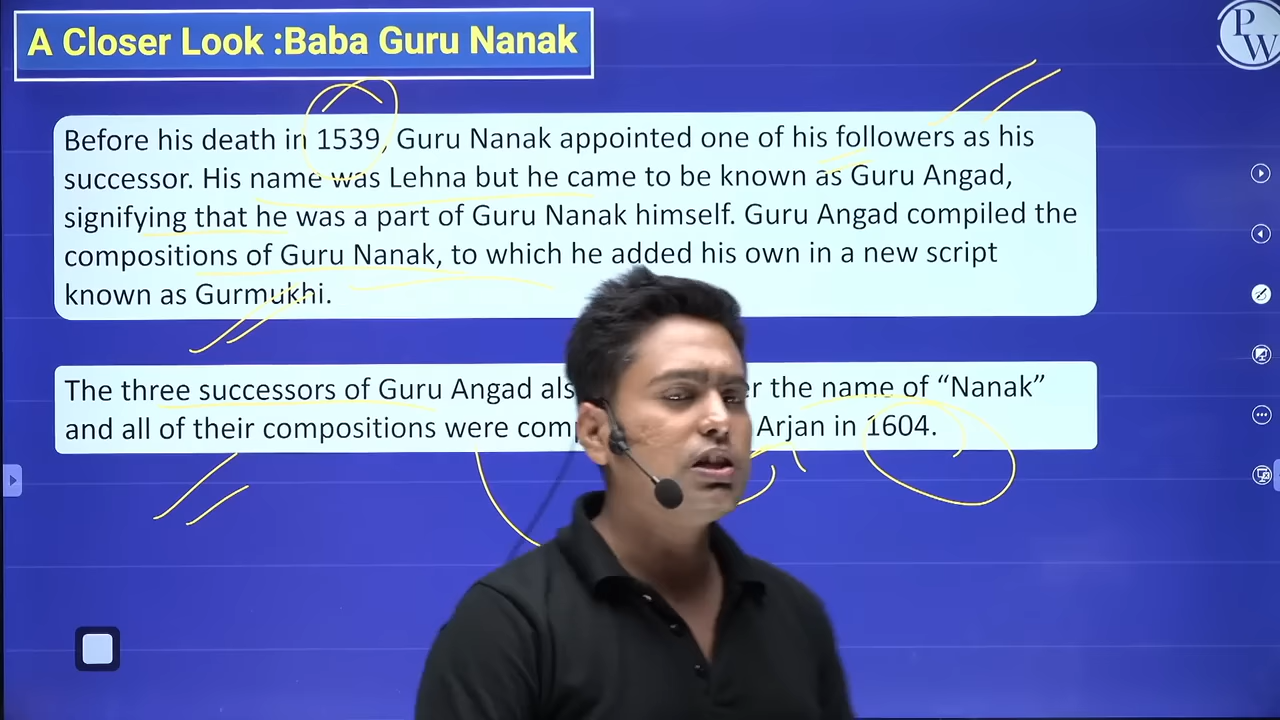 A Closer Look :Baba Guru Nanak
PW
Before his death in 1539, Guru Nanak appointed one of his followers as his
successor. His name was Lehna but he came to be known as Guru Angad,
signifying that he was a part of Guru Nanak himself. Guru Angad compiled the
compositions of Guru Nanak, to which he added his own in a new script
known as Gurmukhi.
The three successors of Guru Angad the name of “Nanak”
and all of their compositions were Arjan in 1604.